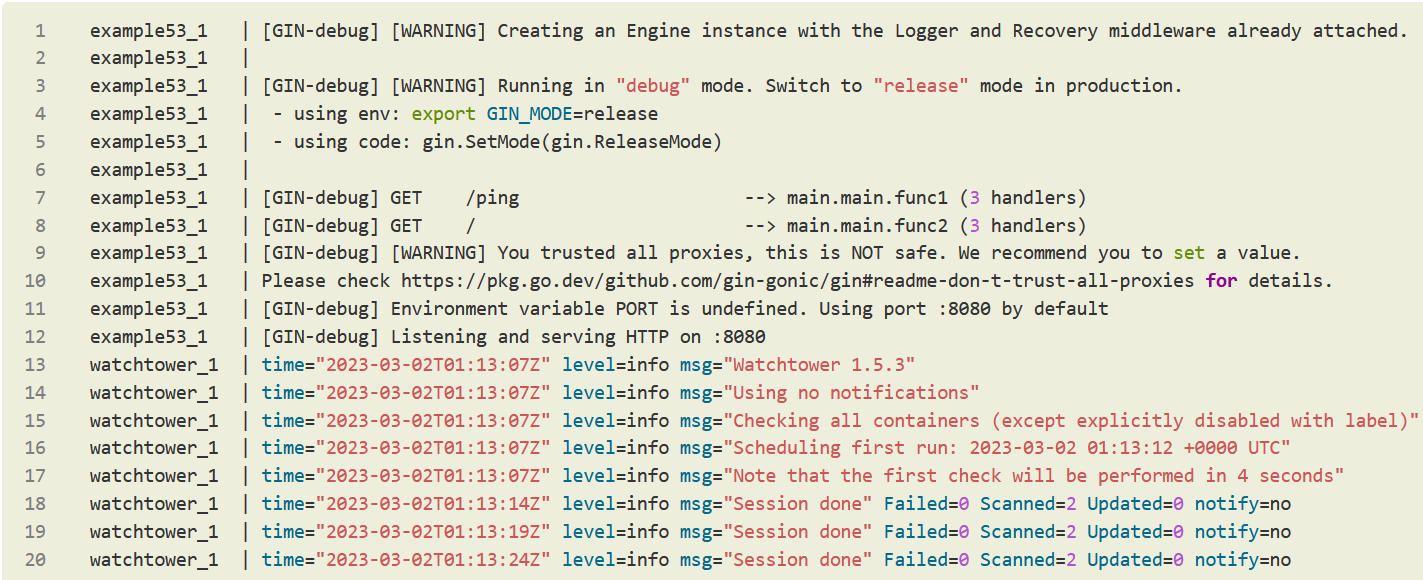 1 example53_1 | [GIN-debug] [WARNING] Creating an Engine instance with the Logger and Recovery middleware already attached.
2 example53_1 |
3 example53_1 | [GIN-debug] [WARNING] Running in "debug" mode. Switch to "release" mode in production.
4 example53_1 |  - using env: export GIN_MODE=release
5 example53_1 |  - using code: gin.SetMode(gin.ReleaseMode)
6 example53_1 |
7 example53_1 | [GIN-debug] GET    /ping                     --> main.main.func1 (3 handlers)
8 example53_1 | [GIN-debug] GET    /                         --> main.main.func2 (3 handlers)
9 example53_1 | [GIN-debug] [WARNING] You trusted all proxies, this is NOT safe. We recommend you to set a value.
10 example53_1 | Please check https://pkg.go.dev/github.com/gin-gonic/gin#readme-don-t-trust-all-proxies for details.
11 example53_1 | [GIN-debug] Environment variable PORT is undefined. Using port :8080 by default
12 example53_1 | [GIN-debug] Listening and serving HTTP on :8080
13 watchtower_1 | time="2023-03-02T01:13:07Z" level=info msg="Watchtower 1.5.3"
14 watchtower_1 | time="2023-03-02T01:13:07Z" level=info msg="Using no notifications"
15 watchtower_1 | time="2023-03-02T01:13:07Z" level=info msg="Checking all containers (except explicitly disabled with label)"
16 watchtower_1 | time="2023-03-02T01:13:07Z" level=info msg="Scheduling first run: 2023-03-02 01:13:12 +0000 UTC"
17 watchtower_1 | time="2023-03-02T01:13:07Z" level=info msg="Note that the first check will be performed in 4 seconds"
18 watchtower_1 | time="2023-03-02T01:13:14Z" level=info msg="Session done" Failed=0 Scanned=2 Updated=0 notify=no
19 watchtower_1 | time="2023-03-02T01:13:19Z" level=info msg="Session done" Failed=0 Scanned=2 Updated=0 notify=no
20 watchtower_1 | time="2023-03-02T01:13:24Z" level=info msg="Session done" Failed=0 Scanned=2 Updated=0 notify=no